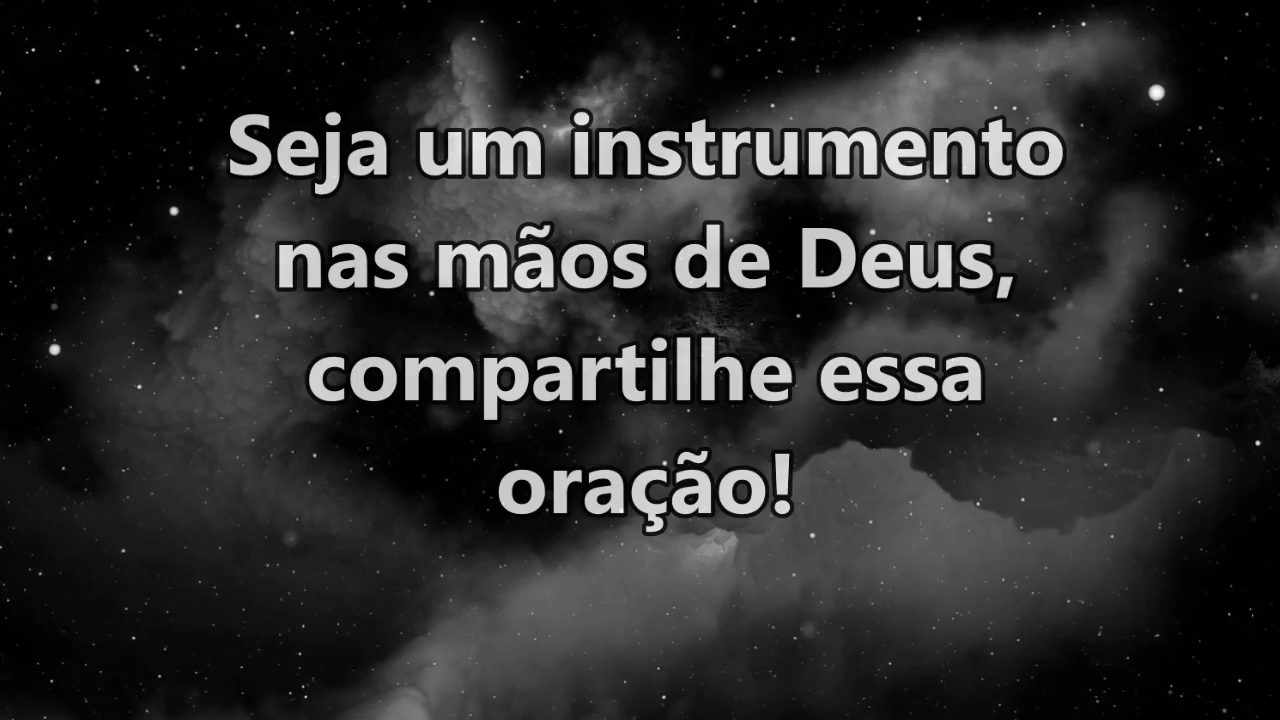 Seja um instrumento
nas mãos de Deus,
compartilhe essa
oração!